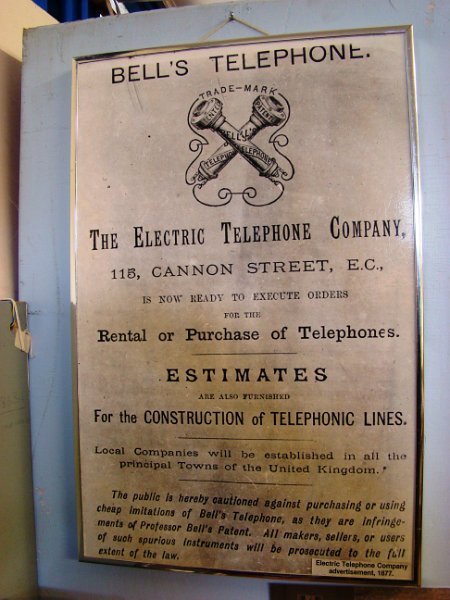 BELL'S TELEPHONE.
TRADE-MARK
PATENT
BELL'S
TELEPHONE
THE ELECTRIC TELEPHONE COMPANY,
115, CANNON STREET, E.C.,
IS NOW READY TO EXECUTE ORDERS
FOR THE
Rental or Purchase of Telephones.
ESTIMATES
ARE ALSO FURNISHED
For the CONSTRUCTION of TELEPHONIC LINES.
Local Companies will be established in all the
principal Towns of the United Kingdom.
The public is hereby cautioned against purchasing or using
cheap imitations of Bell's Telephone, as they are infringe-
ments of Professor Bell's Patent. All makers, sellers, or users
of such spurious instruments will be prosecuted to the full
extent of the law.
Electric Telephone Company
advertisement, 1877.